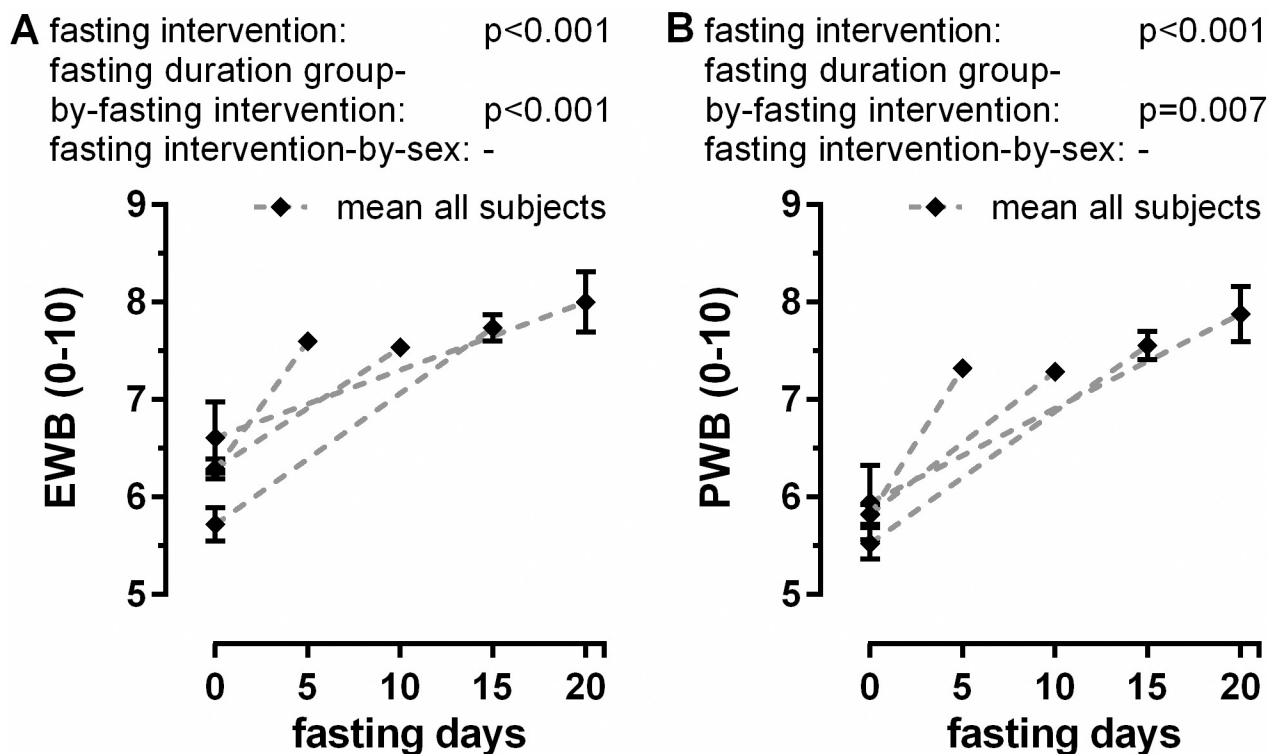 A fasting intervention: p<0.001
fasting duration group-
by-fasting intervention: p<0.001
fasting intervention-by-sex: -
mean all subjects
9
8
7
6
5
EWB (0-10)
0 5 10 15 20
fasting days
B fasting intervention: p<0.001
fasting duration group-
by-fasting intervention: p=0.007
fasting intervention-by-sex: -
mean all subjects
9
8
7
6
5
PWB (0-10)
0 5 10 15 20
fasting days